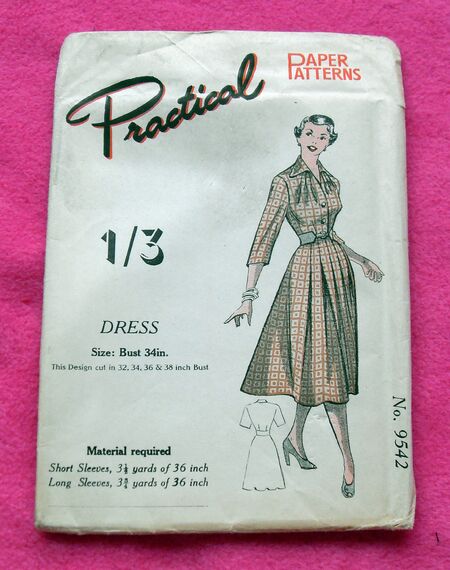 Practical
PAPER
PATTERNS
1/3
DRESS
Size: Bust 34in.
This Design cut in 32, 34, 36 & 38 inch Bust
Material required
Short Sleeves, 3⅛ yards of 36 inch
Long Sleeves, 3¾ yards of 36 inch
No. 9542